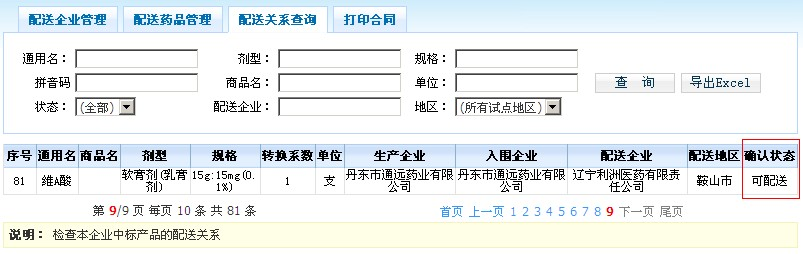 配送企业管理 配送药品管理 配送关系查询 打印合同
通用名： 剂型： 规格：
拼音码 商品名： 单位： 查 询 导出Excel
状态： (全部) 配送企业： 地区： (所有试点地区)
序号 通用名 商品名 剂型 规格 转换系数 单位 生产企业 入围企业 配送企业 配送地区 确认状态
81 维A酸 软膏剂(乳膏剂) 15g:15mg(0.1%) 1 支 丹东市通远药业有限公司 丹东市通远药业有限公司 辽宁利洲医药有限责任公司 鞍山市 可配送
第 9/9 页 每页 10 条 共 81 条 首页 上一页 1 2 3 4 5 6 7 8 9 下一页 尾页
说明： 检查本企业中标产品的配送关系